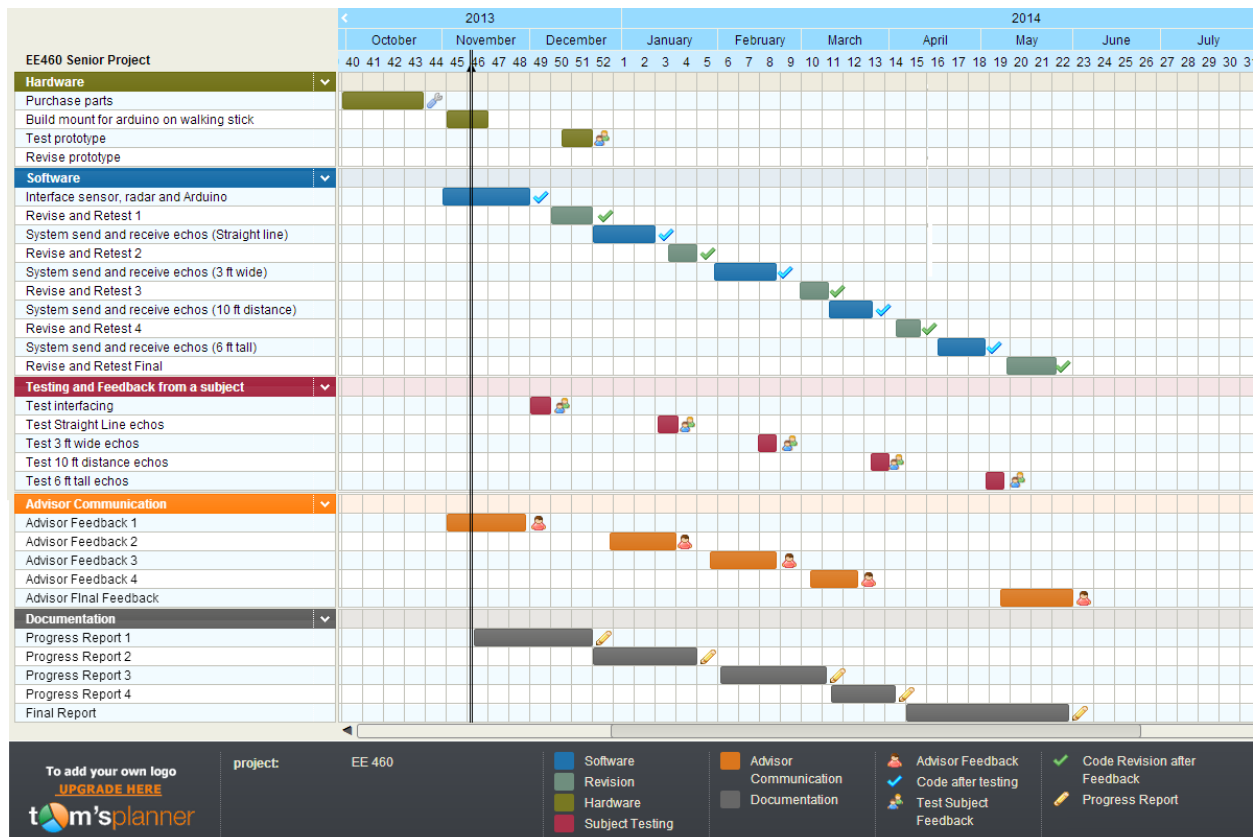 2013 2014
October November December January February March April May June July
EE460 Senior Project 40 41 42 43 44 45 46 47 48 49 50 51 52 1 2 3 4 5 6 7 8 9 10 11 12 13 14 15 16 17 18 19 20 21 22 23 24 25 26 27 28 29 30 31
Hardware
Purchase parts
Build mount for arduino on walking stick
Test prototype
Revise prototype
Software
Interface sensor, radar and Arduino
Revise and Retest 1
System send and receive echos (Straight line)
Revise and Retest 2
System send and receive echos (3 ft wide)
Revise and Retest 3
System send and receive echos (10 ft distance)
Revise and Retest 4
System send and receive echos (6 ft tall)
Revise and Retest Final
Testing and Feedback from a subject
Test interfacing
Test Straight Line echos
Test 3 ft wide echos
Test 10 ft distance echos
Test 6 ft tall echos
Advisor Communication
Advisor Feedback 1
Advisor Feedback 2
Advisor Feedback 3
Advisor Feedback 4
Advisor FInal Feedback
Documentation
Progress Report 1
Progress Report 2
Progress Report 3
Progress Report 4
Final Report
To add your own logo
UPGRADE HERE
tom'splanner
project: EE 460
Software
Revision
Hardware
Subject Testing
Advisor
Communication
Documentation
Advisor Feedback
Code after testing
Test Subject
Feedback
Code Revision after
Feedback
Progress Report